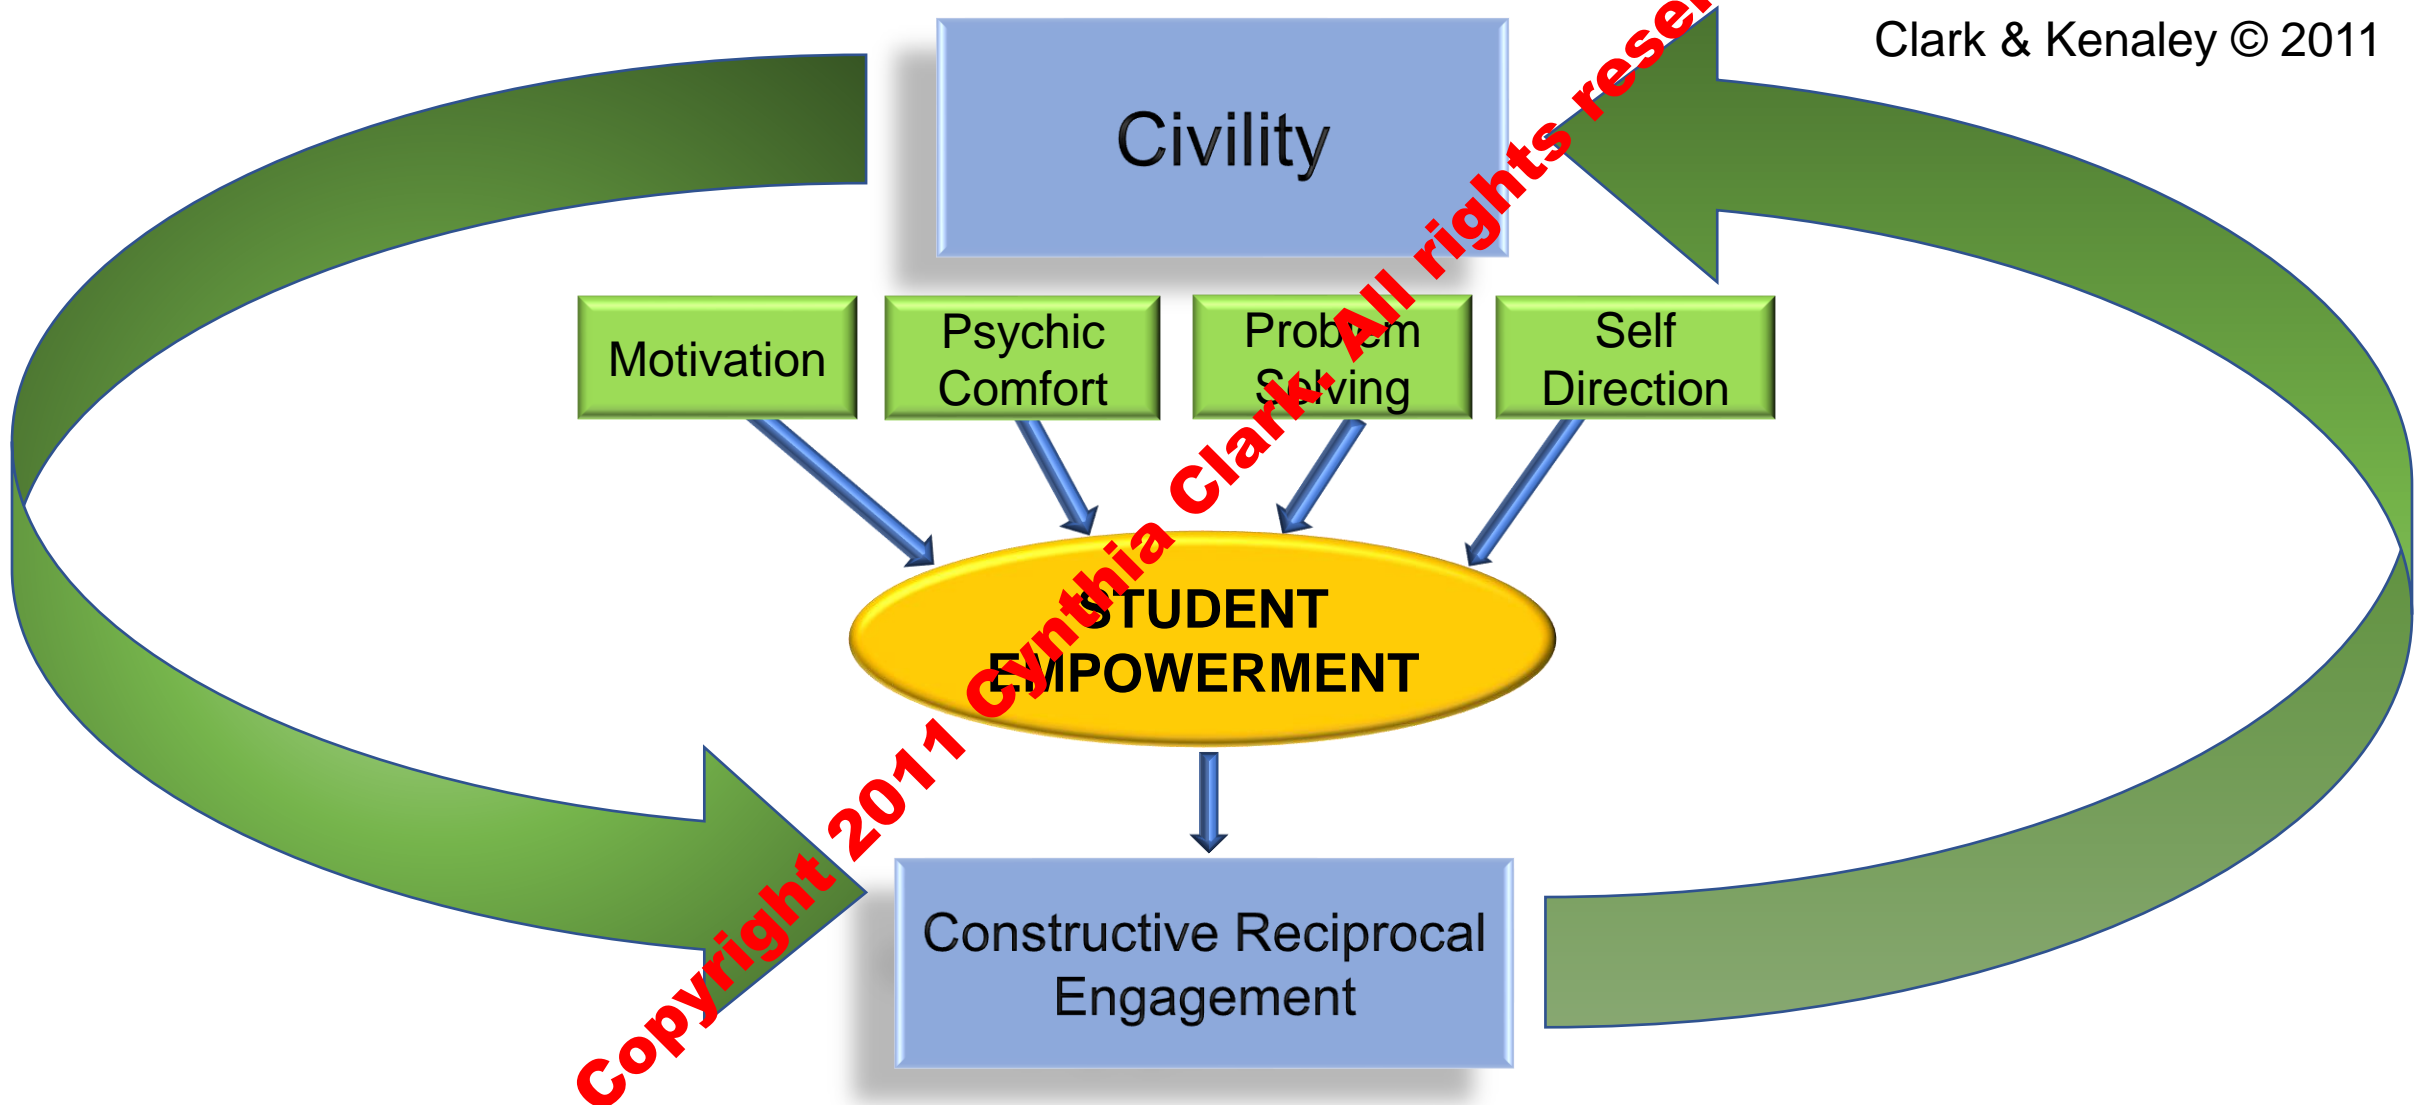 Clark & Kenaley © 2011
Civility
Motivation
Psychic
Comfort
Problem
Solving
Self
Direction
STUDENT
EMPOWERMENT
Constructive Reciprocal
Engagement
Copyright 2011 Cynthia Clark. All rights